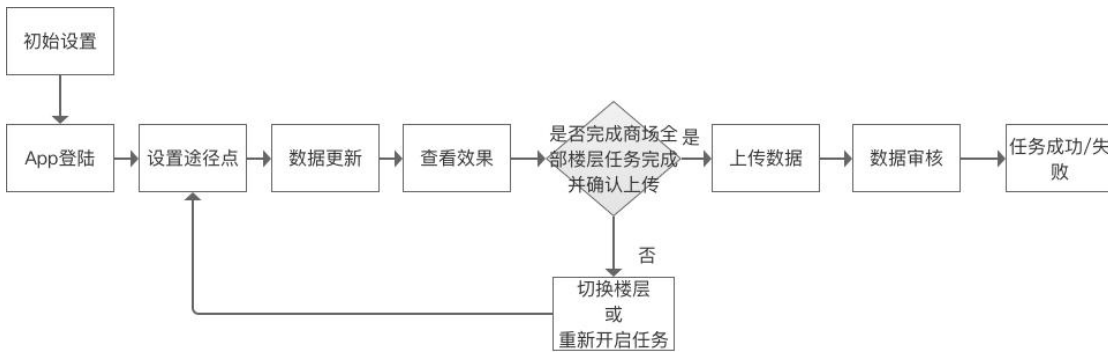 初始设置
App登陆
设置途径点
数据更新
查看效果
是否完成商场全
部楼层任务完成
并确认上传
是
上传数据
数据审核
任务成功/失
败
否
切换楼层
或
重新开启任务